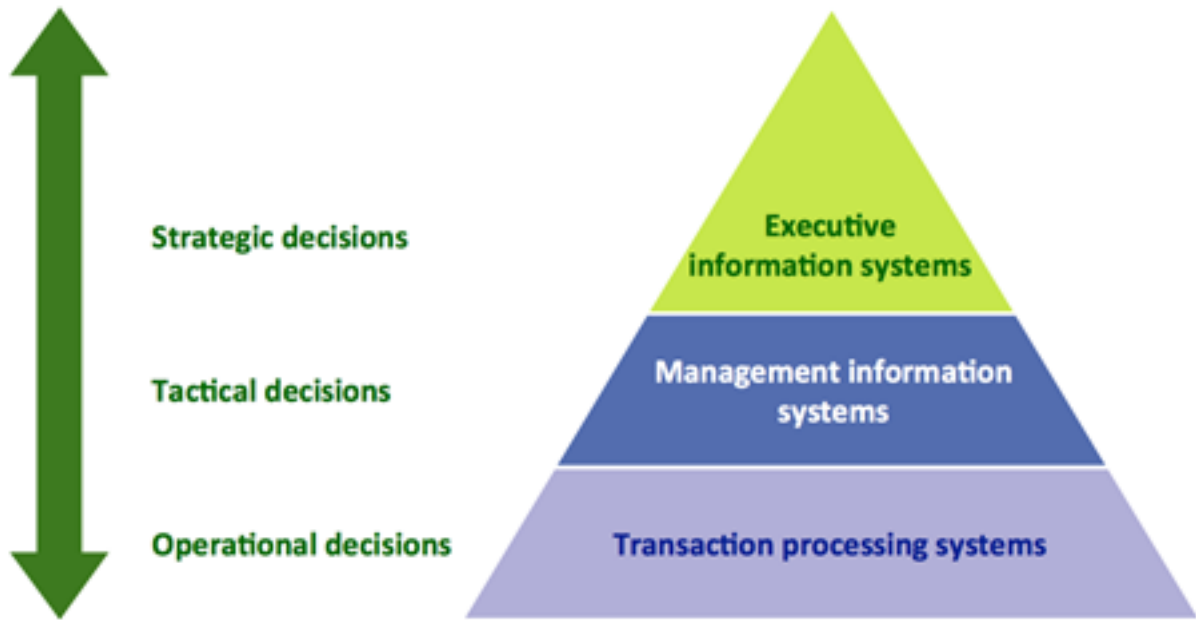 Strategic decisions
Executive
information systems
Tactical decisions
Management information
systems
Operational decisions
Transaction processing systems